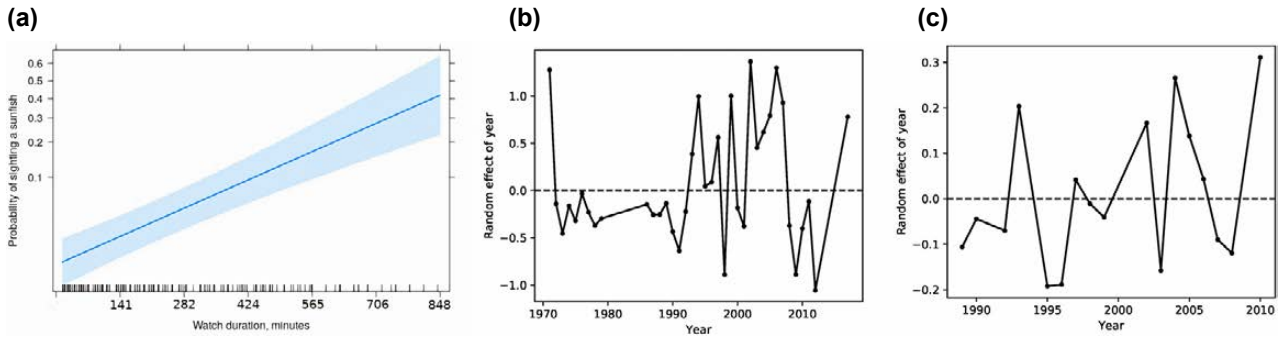 (a)
0.6
0.5
0.4
0.3
0.2
0.1
Probability of sighting a sunfish
141 282 424 565 706 848
Watch duration, minutes
(b)
1.0
0.5
0.0
−0.5
−1.0
Random effect of year
1970 1980 1990 2000 2010
Year
(c)
0.3
0.2
0.1
0.0
−0.1
−0.2
Random effect of year
1990 1995 2000 2005 2010
Year